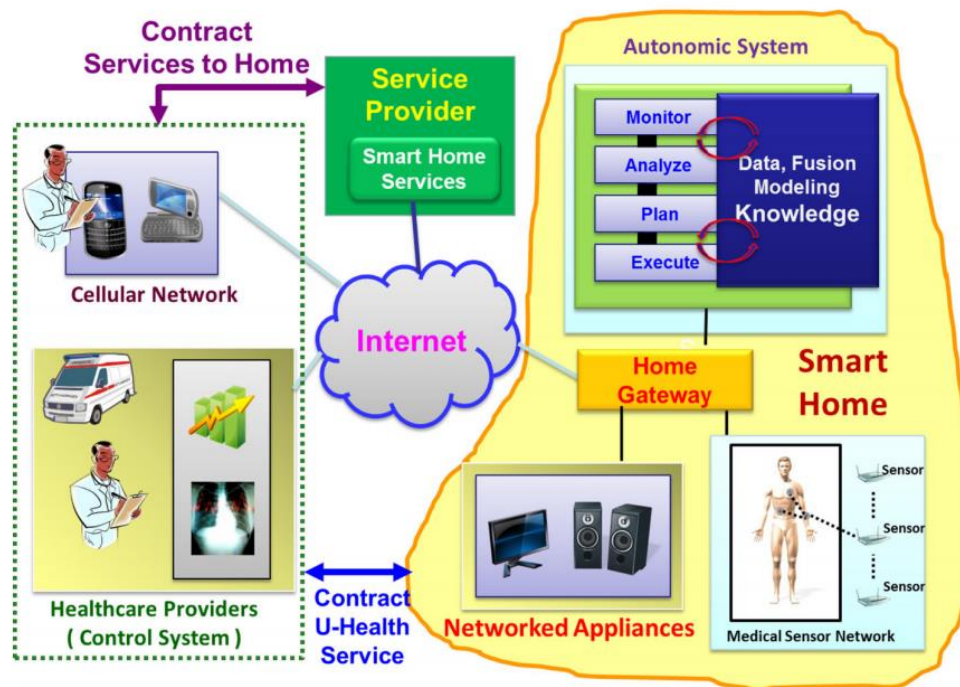 Contract
Services to Home
Service
Provider
Smart Home
Services
Cellular Network
Internet
Healthcare Providers
( Control System )
Contract
U-Health
Service
Autonomic System
Monitor
Analyze
Plan
Execute
Data, Fusion
Modeling
Knowledge
Home
Gateway
Smart
Home
Networked Appliances
Sensor
Sensor
Sensor
Medical Sensor Network